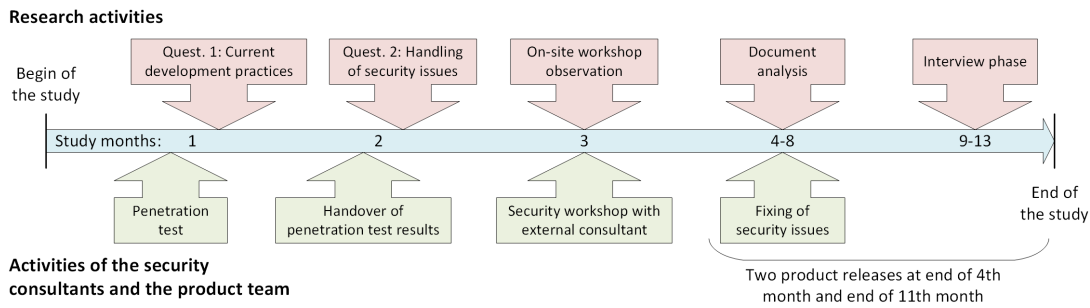 Research activities
Quest. 1: Current
development practices
Quest. 2: Handling
of security issues
On-site workshop
observation
Document
analysis
Interview phase
Begin of
the study
Study months: 1 2 3 4-8 9-13
End of
the study
Penetration
test
Handover of
penetration test results
Security workshop with
external consultant
Fixing of
security issues
Activities of the security
consultants and the product team
Two product releases at end of 4th
month and end of 11th month